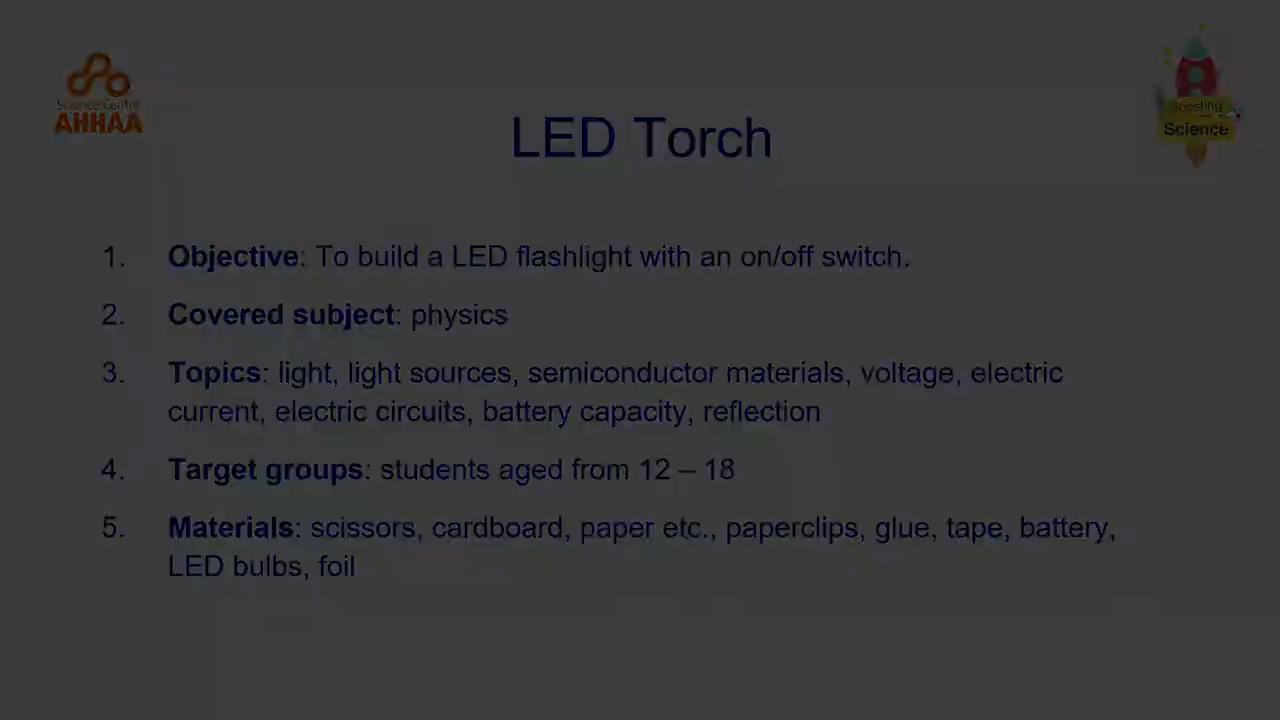 Science Centre
AHHAA
Boosting
Science
LED Torch
1. Objective: To build a LED flashlight with an on/off switch.
2. Covered subject: physics
3. Topics: light, light sources, semiconductor materials, voltage, electric
current, electric circuits, battery capacity, reflection
4. Target groups: students aged from 12 – 18
5. Materials: scissors, cardboard, paper etc., paperclips, glue, tape, battery,
LED bulbs, foil